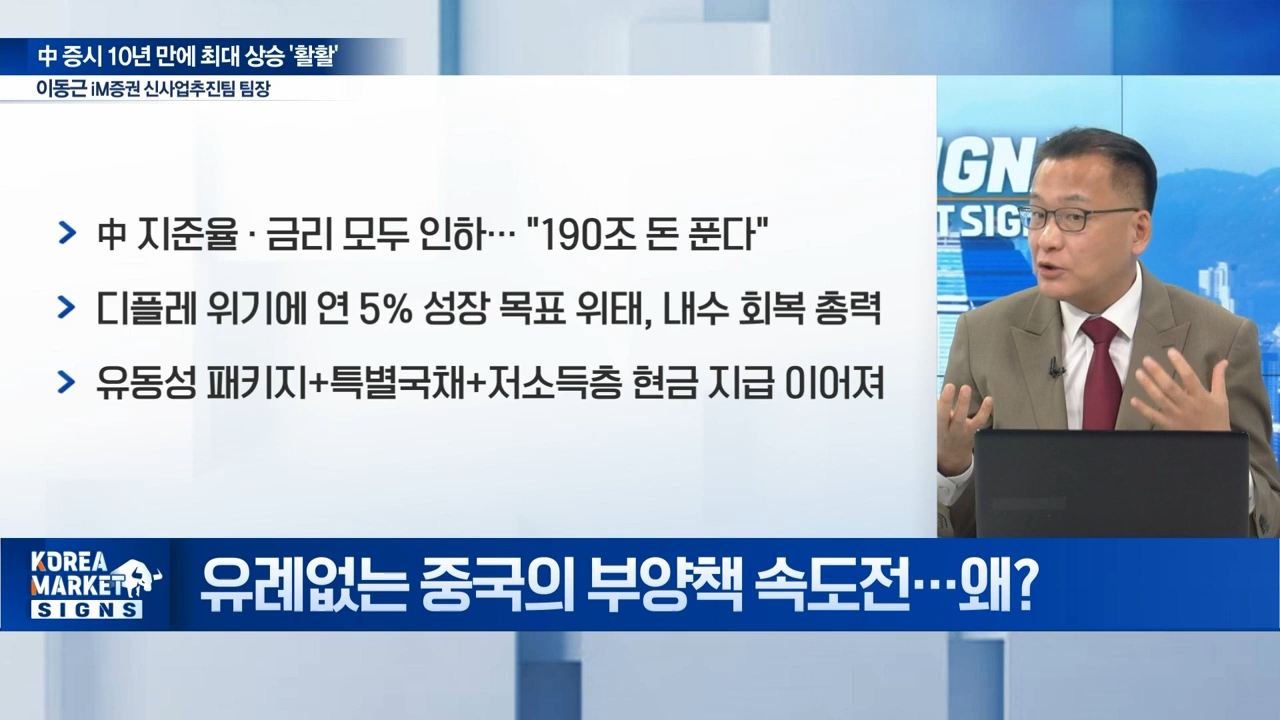 中 증시 10년 만에 최대 상승 '활활'
이동근 iM증권 신사업추진팀 팀장
中 지준율·금리 모두 인하… "190조 돈 푼다"
디플레 위기에 연 5% 성장 목표 위태, 내수 회복 총력
유동성 패키지+특별국채+저소득층 현금 지급 이어져
IGN
T SIG
KOREA
MARKET
SIGNS
유례없는 중국의 부양책 속도전…왜?